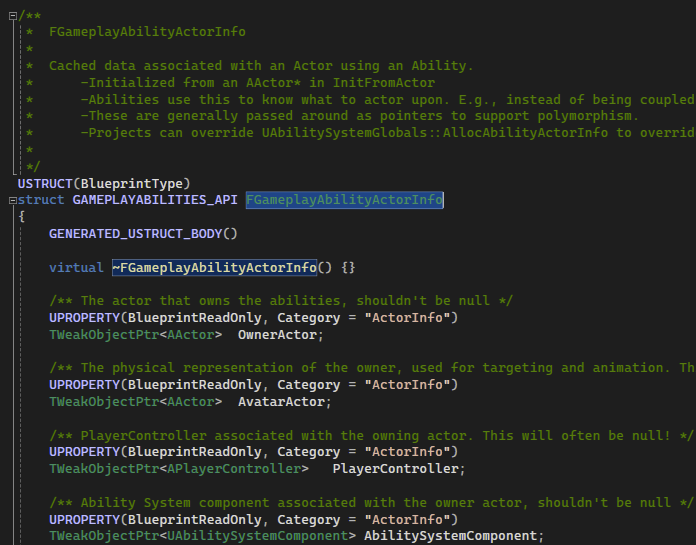 /**
 *  FGameplayAbilityActorInfo
 *
 *  Cached data associated with an Actor using an Ability.
 *      -Initialized from an AActor* in InitFromActor
 *      -Abilities use this to know what to actor upon. E.g., instead of being coupled
 *      -These are generally passed around as pointers to support polymorphism.
 *      -Projects can override UAbilitySystemGlobals::AllocAbilityActorInfo to overrid
 *
 */
USTRUCT(BlueprintType)
struct GAMEPLAYABILITIES_API FGameplayAbilityActorInfo
{
    GENERATED_USTRUCT_BODY()

    virtual ~FGameplayAbilityActorInfo() {}

    /** The actor that owns the abilities, shouldn't be null */
    UPROPERTY(BlueprintReadOnly, Category = "ActorInfo")
    TWeakObjectPtr<AActor>  OwnerActor;

    /** The physical representation of the owner, used for targeting and animation. Th
    UPROPERTY(BlueprintReadOnly, Category = "ActorInfo")
    TWeakObjectPtr<AActor>  AvatarActor;

    /** PlayerController associated with the owning actor. This will often be null! */
    UPROPERTY(BlueprintReadOnly, Category = "ActorInfo")
    TWeakObjectPtr<APlayerController>   PlayerController;

    /** Ability System component associated with the owner actor, shouldn't be null */
    UPROPERTY(BlueprintReadOnly, Category = "ActorInfo")
    TWeakObjectPtr<UAbilitySystemComponent> AbilitySystemComponent;